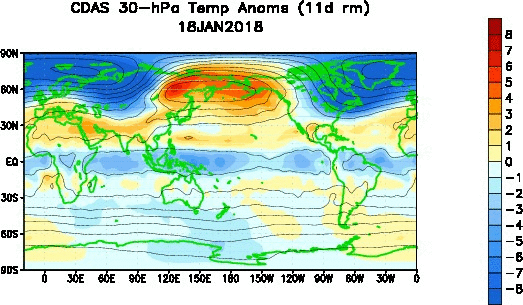 CDAS 30-hPa Temp Anoms (11d rm)
18JAN2018
90N
60N
30N
EQ
30S
60S
90S
0 30E 60E 90E 120E 150E 180 150W 120W 90W 60W 30W 0
8
7
6
5
4
3
2
1
0
-1
-2
-3
-4
-5
-6
-7
-8